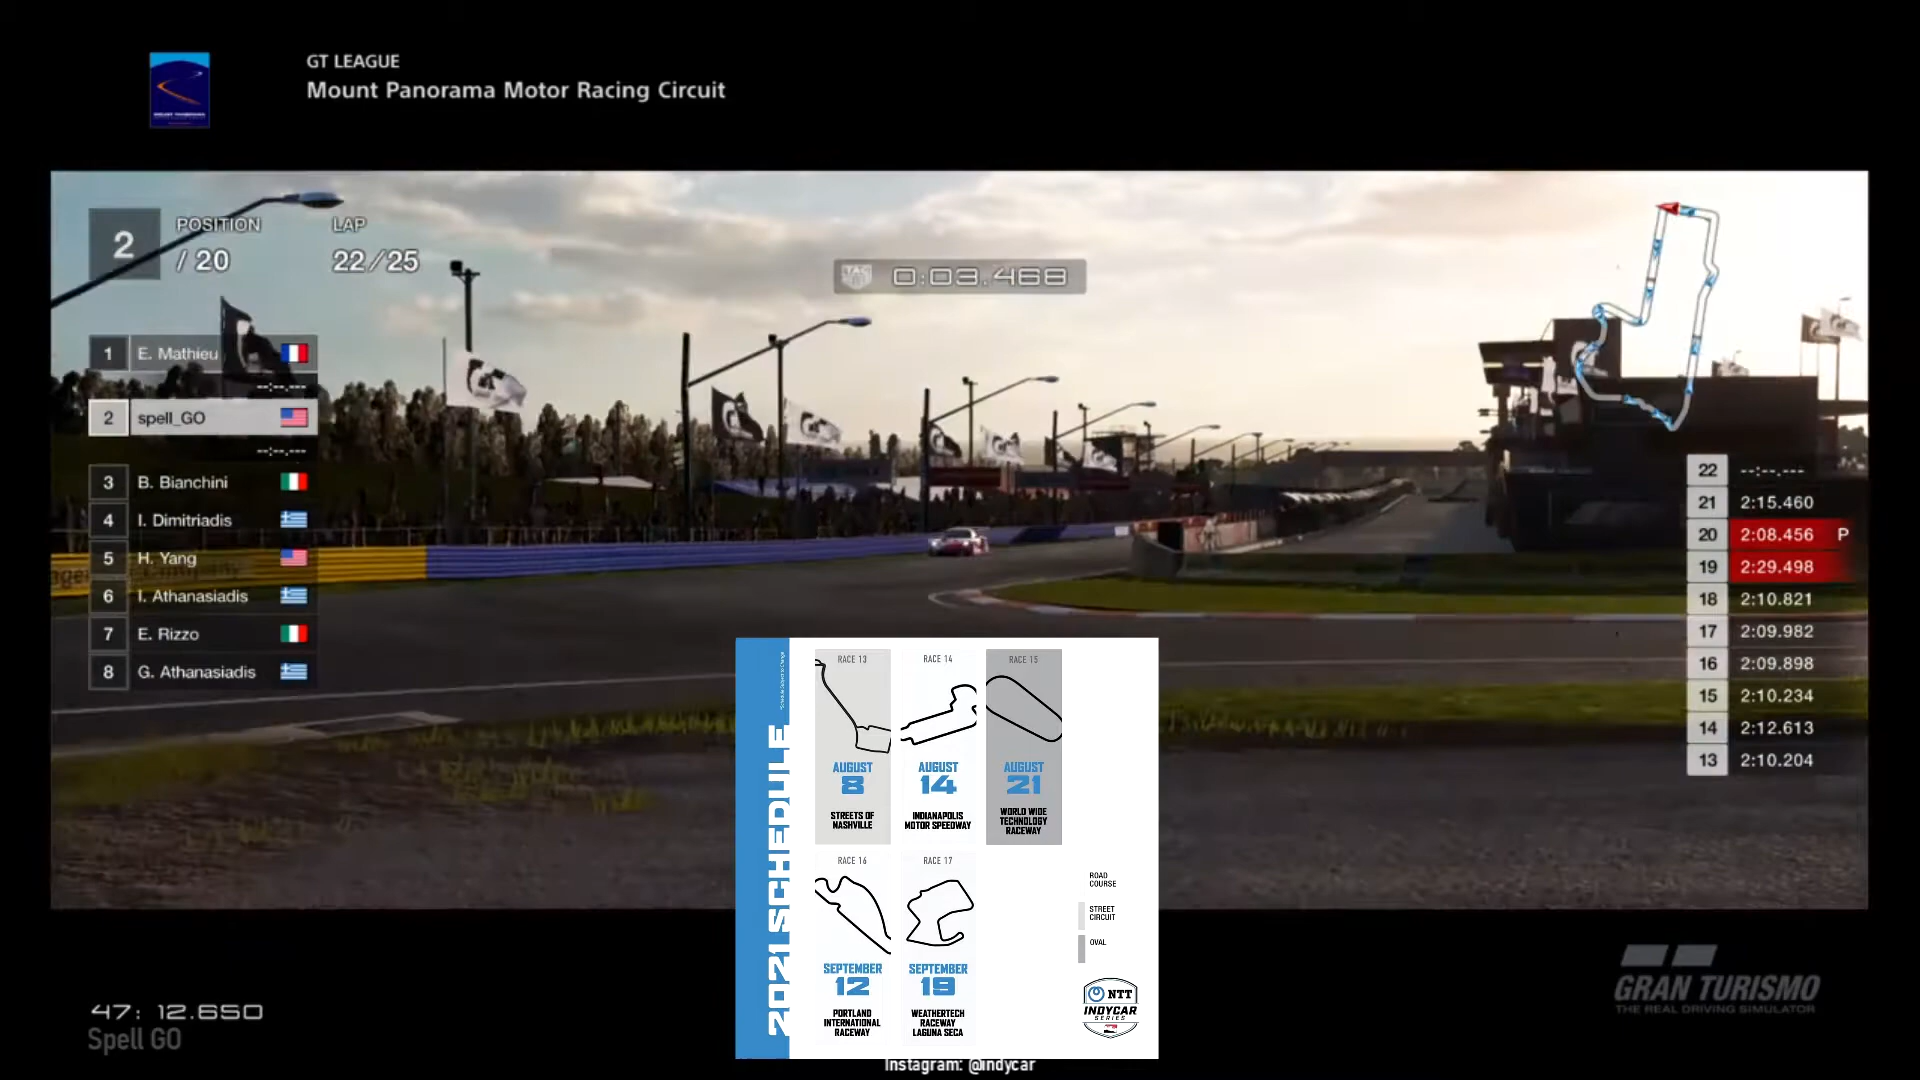 GT LEAGUE
Mount Panorama Motor Racing Circuit
2
POSITION
/ 20
LAP
22/25
0:03.468
1 E. Mathieu
--:--.---
2 spell_GO
--:--.---
3 B. Bianchini
4 I. Dimitriadis
5 H. Yang
6 I. Athanasiadis
7 E. Rizzo
8 G. Athanasiadis
22 --:--.---
21 2:15.460
20 2:08.456 P
19 2:29.498
18 2:10.821
17 2:09.982
16 2:09.898
15 2:10.234
14 2:12.613
13 2:10.204
2021 SCHEDULE
RACE 13
AUGUST
8
STREETS OF
NASHVILLE
RACE 14
AUGUST
14
INDIANAPOLIS
MOTOR SPEEDWAY
RACE 15
AUGUST
21
WORLD WIDE
TECHNOLOGY
RACEWAY
RACE 16
SEPTEMBER
12
PORTLAND
INTERNATIONAL
RACEWAY
RACE 17
SEPTEMBER
19
WEATHERTECH
RACEWAY
LAGUNA SECA
ROAD
COURSE
STREET
CIRCUIT
OVAL
NTT
INDYCAR
SERIES
Instagram: @indycar
47: 12.650
Spell GO
GRAN TURISMO
THE REAL DRIVING SIMULATOR